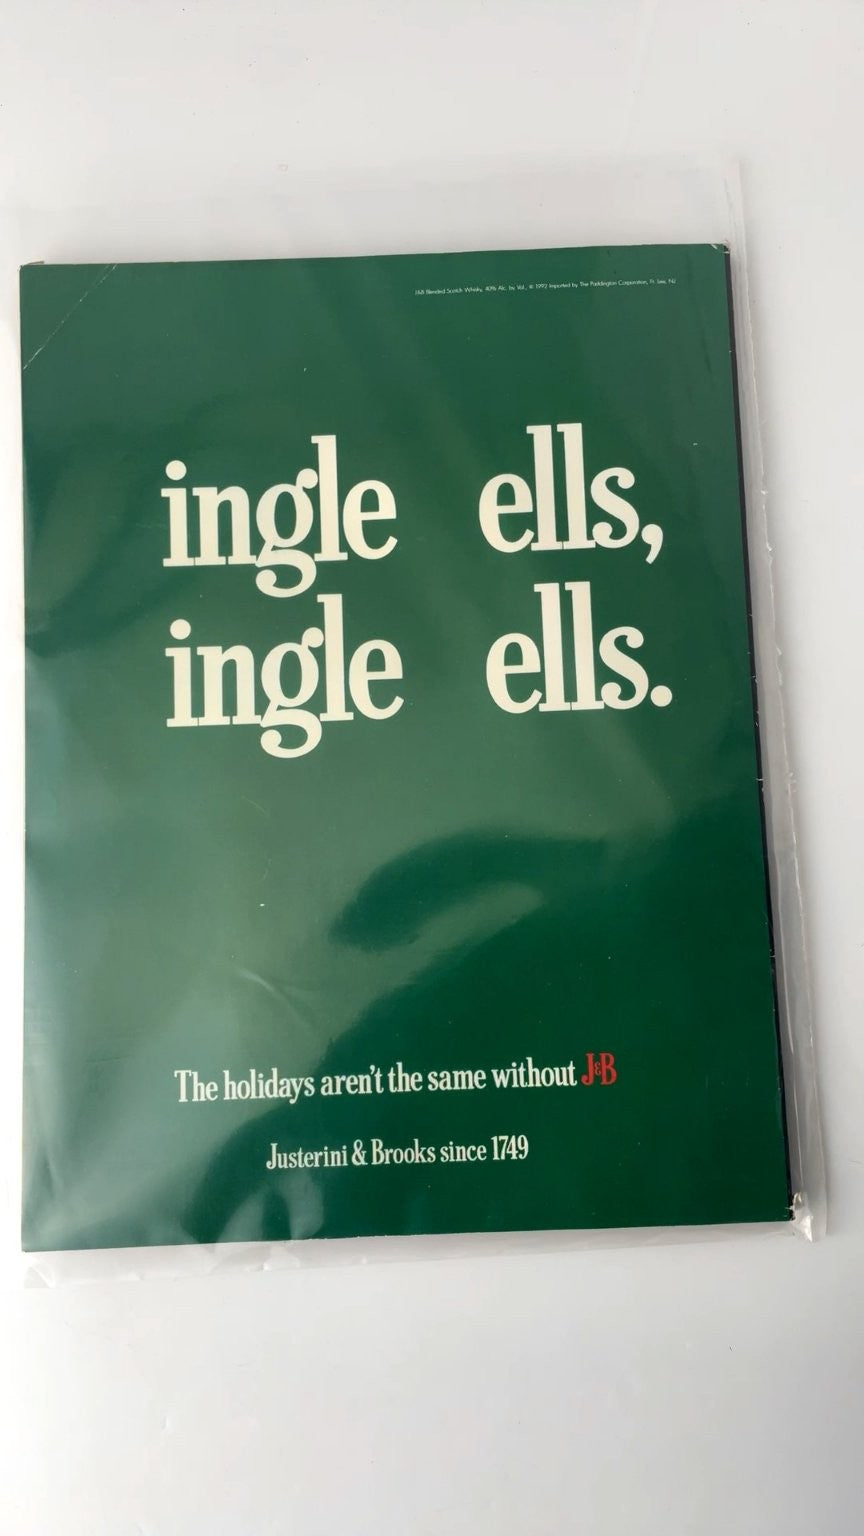 J&B Blended Scotch Whisky, 40% Alc. by Vol., © 1992 Imported by The Paddington Corporation, Ft. Lee, NJ
ingle ells,
ingle ells.
The holidays aren't the same without J&B
Justerini & Brooks since 1749